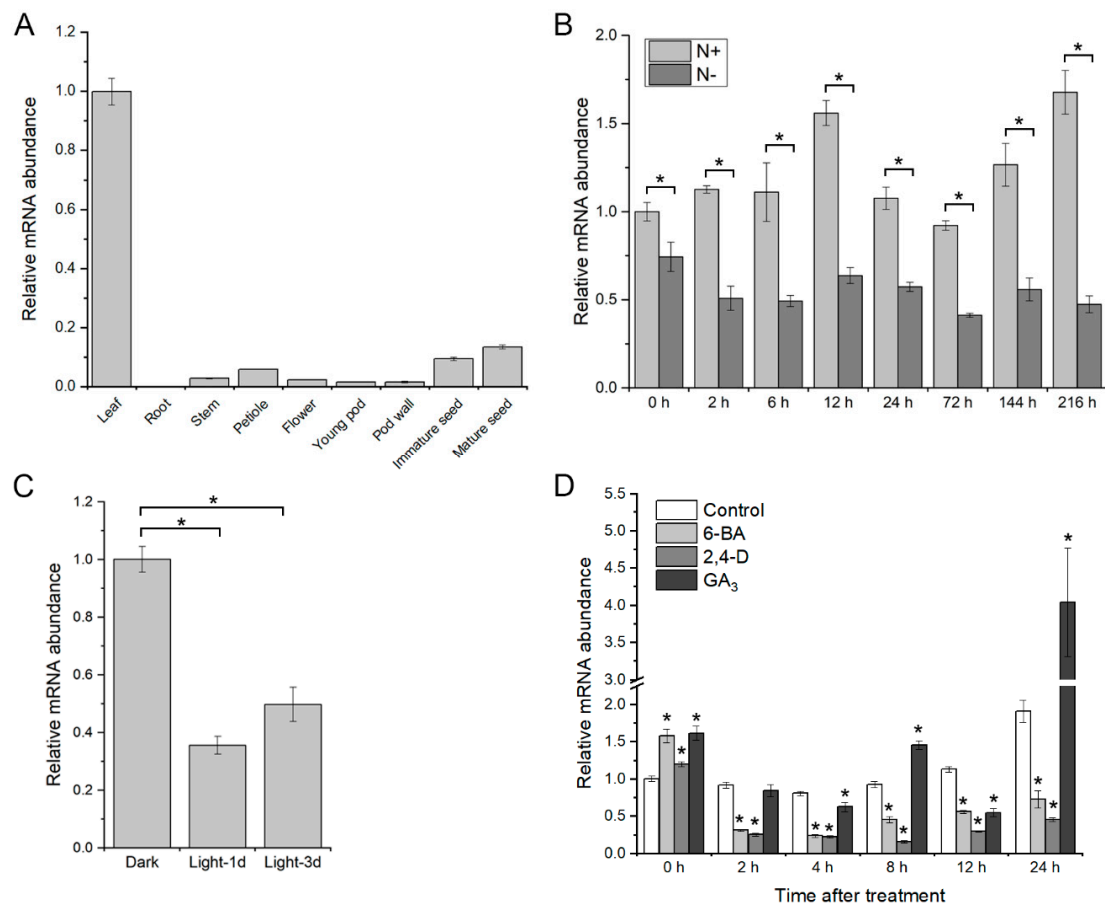 A
Relative mRNA abundance
1.2
1.0
0.8
0.6
0.4
0.2
0.0
Leaf
Root
Stem
Petiole
Flower
Young pod
Pod wall
Immature seed
Mature seed
B
Relative mRNA abundance
2.0
1.5
1.0
0.5
0.0
N+
N-
* * * * * * * *
0 h 2 h 6 h 12 h 24 h 72 h 144 h 216 h
C
Relative mRNA abundance
1.2
1.0
0.8
0.6
0.4
0.2
0.0
*
*
Dark Light-1d Light-3d
D
Relative mRNA abundance
5.5
5.0
4.5
4.0
3.5
3.0
2.0
1.5
1.0
0.5
0.0
Control
6-BA
2,4-D
GA₃
* * *
* *
* * *
* * *
* * *
* * *
0 h 2 h 4 h 8 h 12 h 24 h
Time after treatment